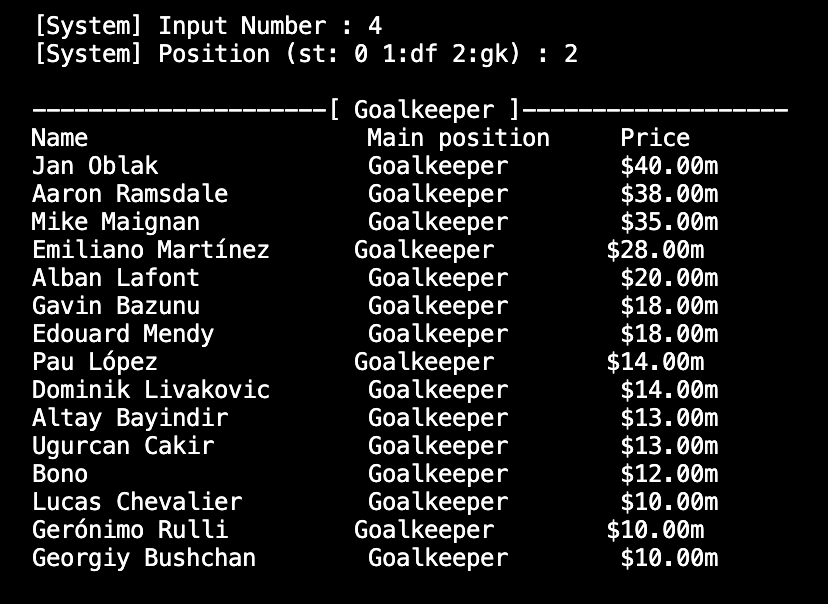 [System] Input Number : 4
[System] Position (st: 0 1:df 2:gk) : 2
---------------------[ Goalkeeper ]-------------------
Name                    Main position     Price
Jan Oblak               Goalkeeper        $40.00m
Aaron Ramsdale          Goalkeeper        $38.00m
Mike Maignan            Goalkeeper        $35.00m
Emiliano Martínez      Goalkeeper        $28.00m
Alban Lafont            Goalkeeper        $20.00m
Gavin Bazunu            Goalkeeper        $18.00m
Edouard Mendy           Goalkeeper        $18.00m
Pau López              Goalkeeper        $14.00m
Dominik Livakovic       Goalkeeper        $14.00m
Altay Bayindir          Goalkeeper        $13.00m
Ugurcan Cakir           Goalkeeper        $13.00m
Bono                    Goalkeeper        $12.00m
Lucas Chevalier         Goalkeeper        $10.00m
Gerónimo Rulli         Goalkeeper        $10.00m
Georgiy Bushchan        Goalkeeper        $10.00m